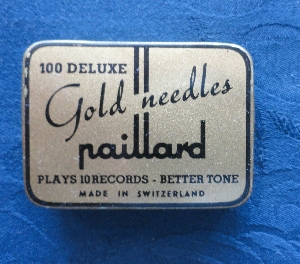 100 DELUXE
Gold needles
paillard
PLAYS 10 RECORDS - BETTER TONE
MADE IN SWITZERLAND